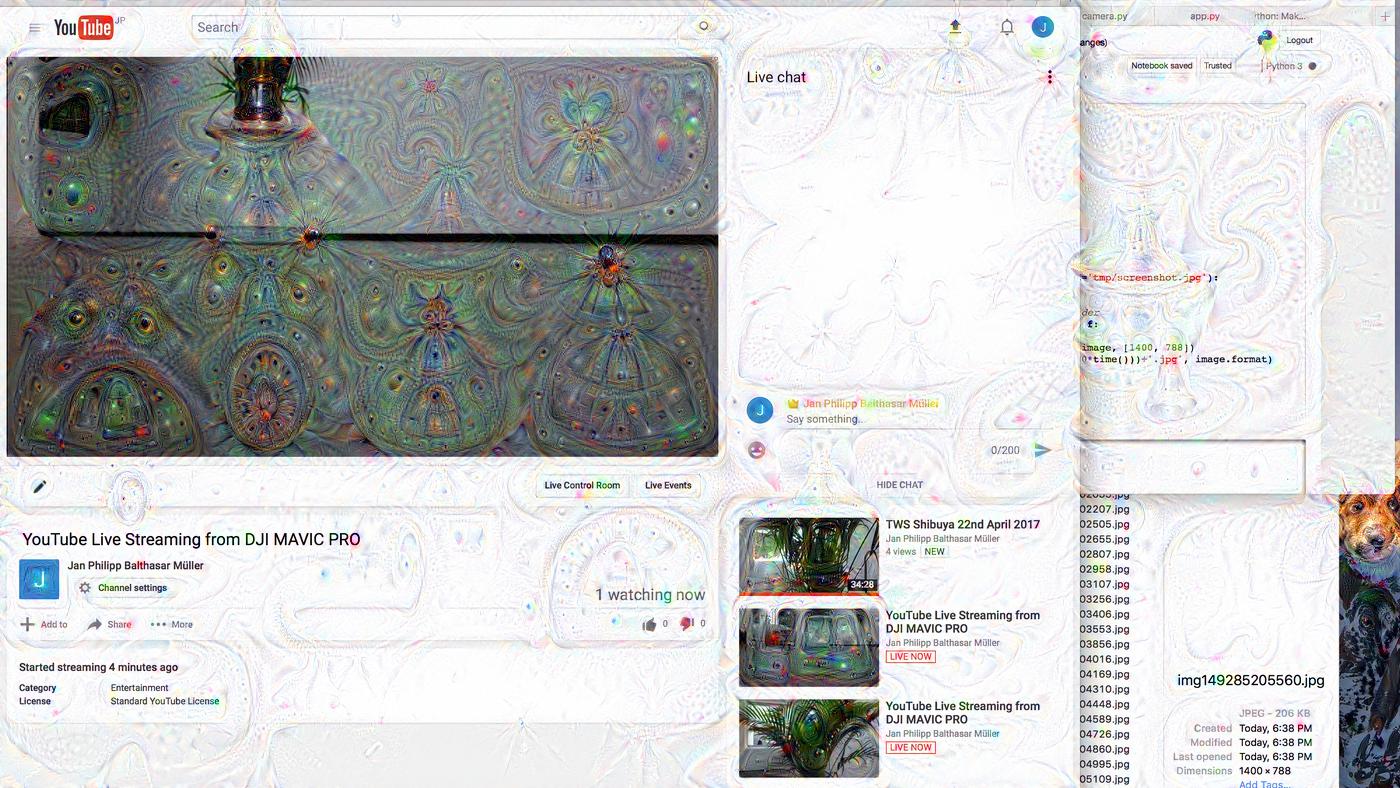 YouTube JP
Search
J
Live chat
Jan Philipp Balthasar Müller
Say something...
0/200
HIDE CHAT
Live Control Room
Live Events
YouTube Live Streaming from DJI MAVIC PRO
J
Jan Philipp Balthasar Müller
Channel settings
1 watching now
Add to
Share
More
0
0
Started streaming 4 minutes ago
Category Entertainment
License Standard YouTube License
34:28
TWS Shibuya 22nd April 2017
Jan Philipp Balthasar Müller
4 views NEW
YouTube Live Streaming from
DJI MAVIC PRO
Jan Philipp Balthasar Müller
LIVE NOW
YouTube Live Streaming from
DJI MAVIC PRO
Jan Philipp Balthasar Müller
LIVE NOW
camera.py
app.py
thon: Mak...
anges)
Logout
Notebook saved
Trusted
Python 3
='tmp/screenshot.jpg'):
der
f:
image, [1400, 788])
0*time()))+'.jpg', image.format)
02207.jpg
02505.jpg
02655.jpg
02807.jpg
02958.jpg
03107.jpg
03256.jpg
03406.jpg
03553.jpg
03856.jpg
04016.jpg
04169.jpg
04310.jpg
04448.jpg
04589.jpg
04726.jpg
04860.jpg
04995.jpg
05109.jpg
img149285205560.jpg
JPEG – 206 KB
Created Today, 6:38 PM
Modified Today, 6:38 PM
Last opened Today, 6:38 PM
Dimensions 1400 × 788
Add Tags...